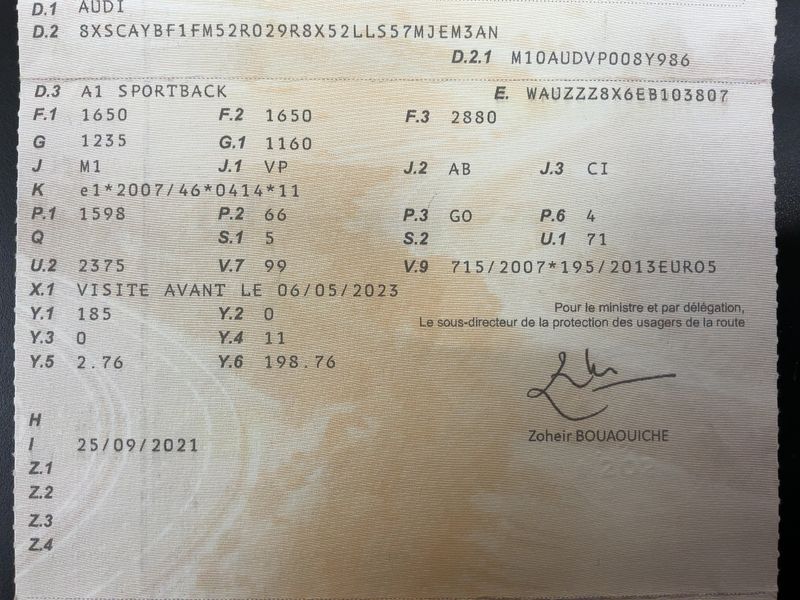 D.1 AUDI
D.2 8XSCAYBF1FM52R029R8X52LLS57MJEM3AN
D.2.1 M10AUDVP008Y986
D.3 A1 SPORTBACK E. WAUZZZ8X6EB103807
F.1 1650 F.2 1650 F.3 2880
G 1235 G.1 1160
J M1 J.1 VP J.2 AB J.3 CI
K e1*2007/46*0414*11
P.1 1598 P.2 66 P.3 GO P.6 4
Q S.1 5 S.2 U.1 71
U.2 2375 V.7 99 V.9 715/2007*195/2013EURO5
X.1 VISITE AVANT LE 06/05/2023
Y.1 185 Y.2 0
Pour le ministre et par délégation,
Le sous-directeur de la protection des usagers de la route
Y.3 0 Y.4 11
Y.5 2.76 Y.6 198.76
Zoheir BOUAOUICHE
H
I 25/09/2021
Z.1
Z.2
Z.3
Z.4